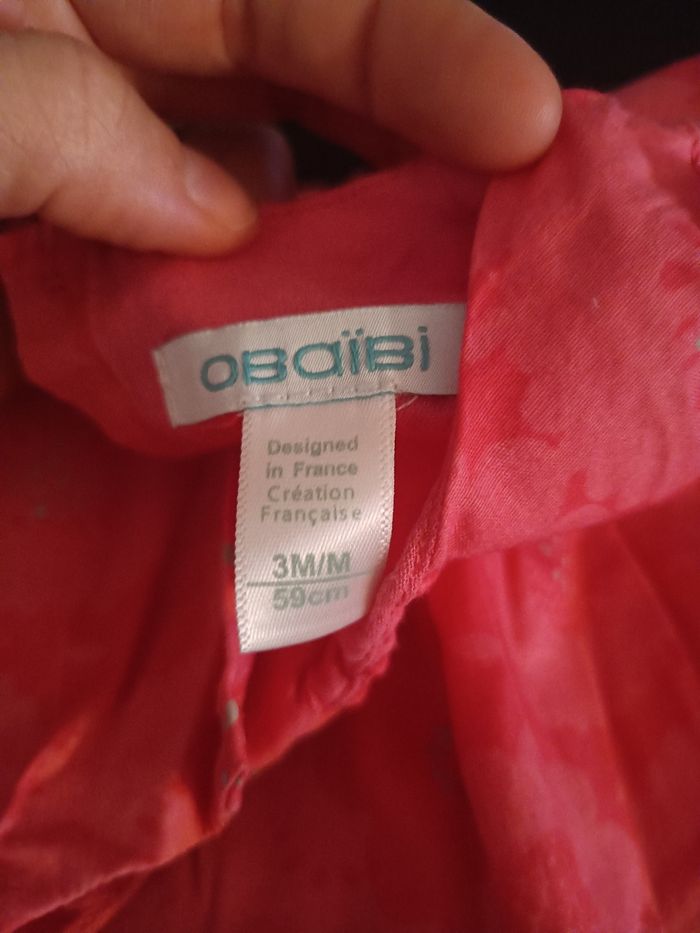 OBaïBi
Designed
in France
Création
Française
3M/M
59cm